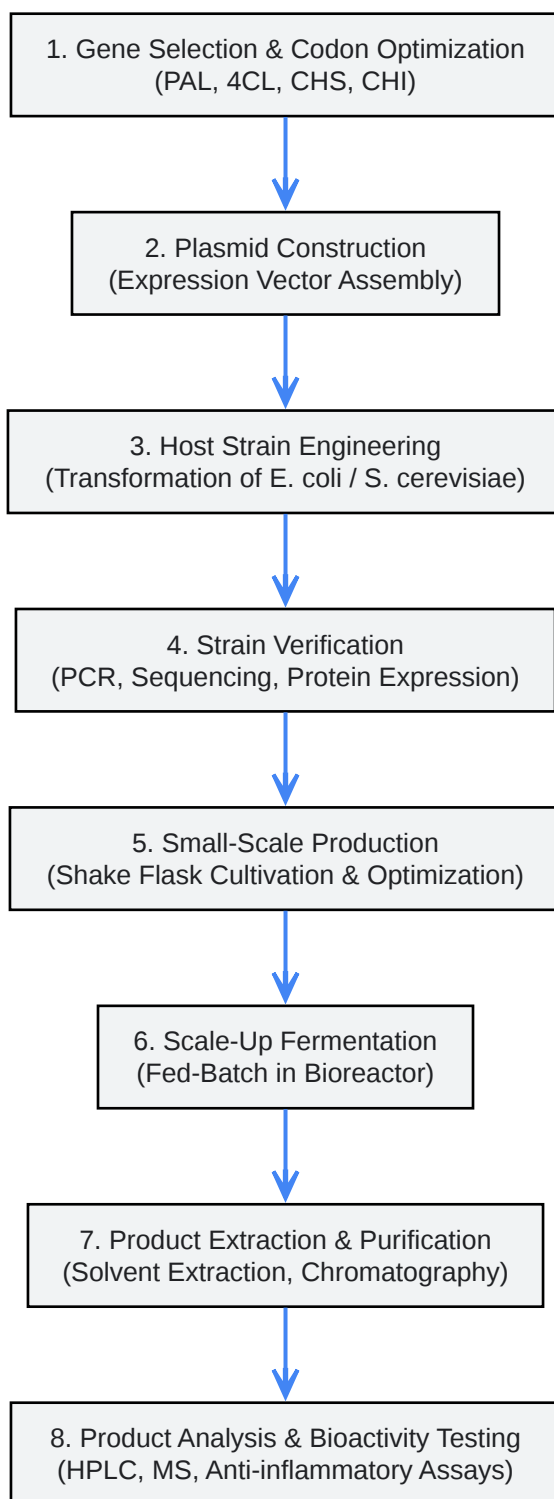 1. Gene Selection & Codon Optimization
(PAL, 4CL, CHS, CHI)
2. Plasmid Construction
(Expression Vector Assembly)
3. Host Strain Engineering
(Transformation of E. coli / S. cerevisiae)
4. Strain Verification
(PCR, Sequencing, Protein Expression)
5. Small-Scale Production
(Shake Flask Cultivation & Optimization)
6. Scale-Up Fermentation
(Fed-Batch in Bioreactor)
7. Product Extraction & Purification
(Solvent Extraction, Chromatography)
8. Product Analysis & Bioactivity Testing
(HPLC, MS, Anti-inflammatory Assays)